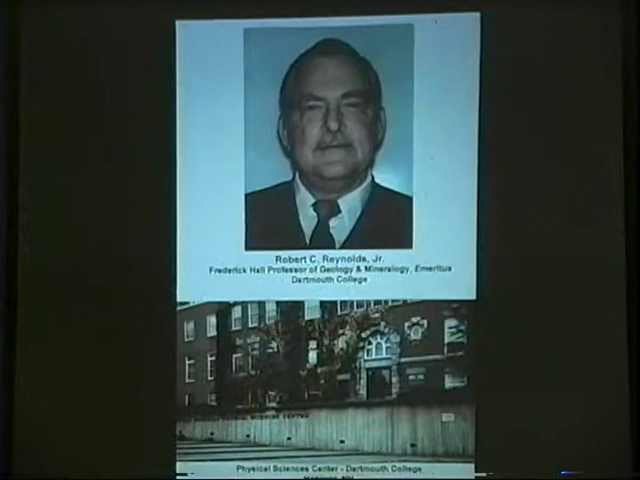 Robert C. Reynolds, Jr.
Frederick Hall Professor of Geology & Mineralogy, Emeritus
Dartmouth College
Physical Sciences Center - Dartmouth College